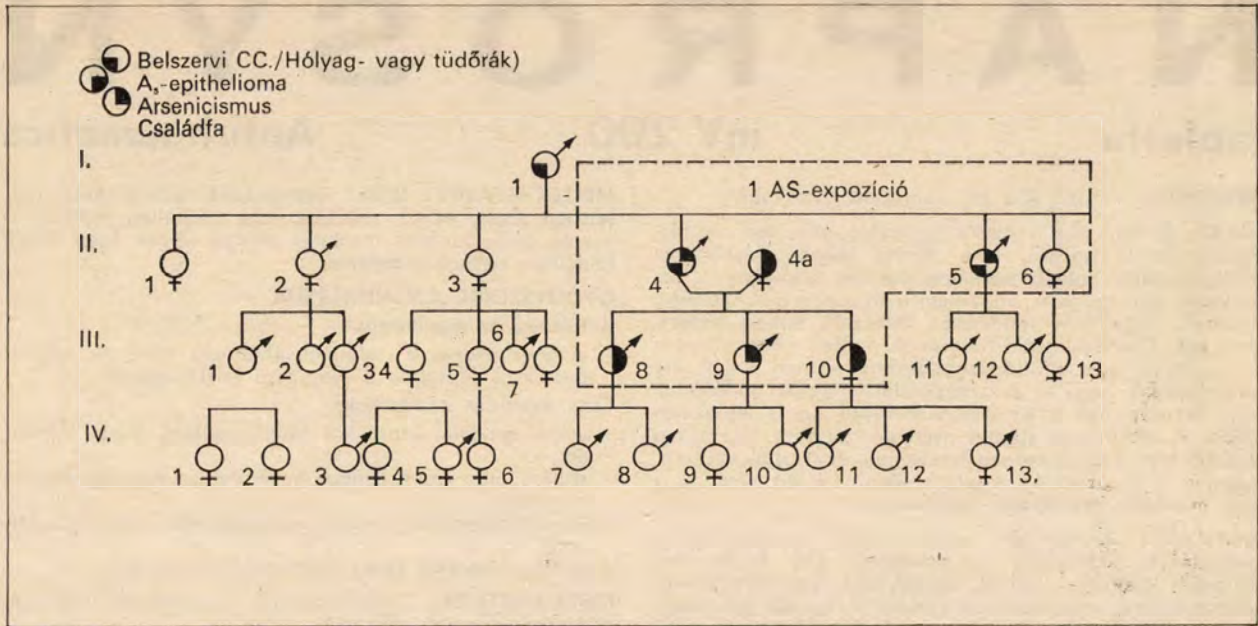 Belszervi CC./Hólyag- vagy tüdőrák)
A,-epithelioma
Arsenicismus
Családfa
I.
1
1 AS-expozíció
II.
1 2 3 4 4a 5 6
III.
1 2 3 4 5 6 7 8 9 10 11 12 13
IV.
1 2 3 4 5 6 7 8 9 10 11 12 13.